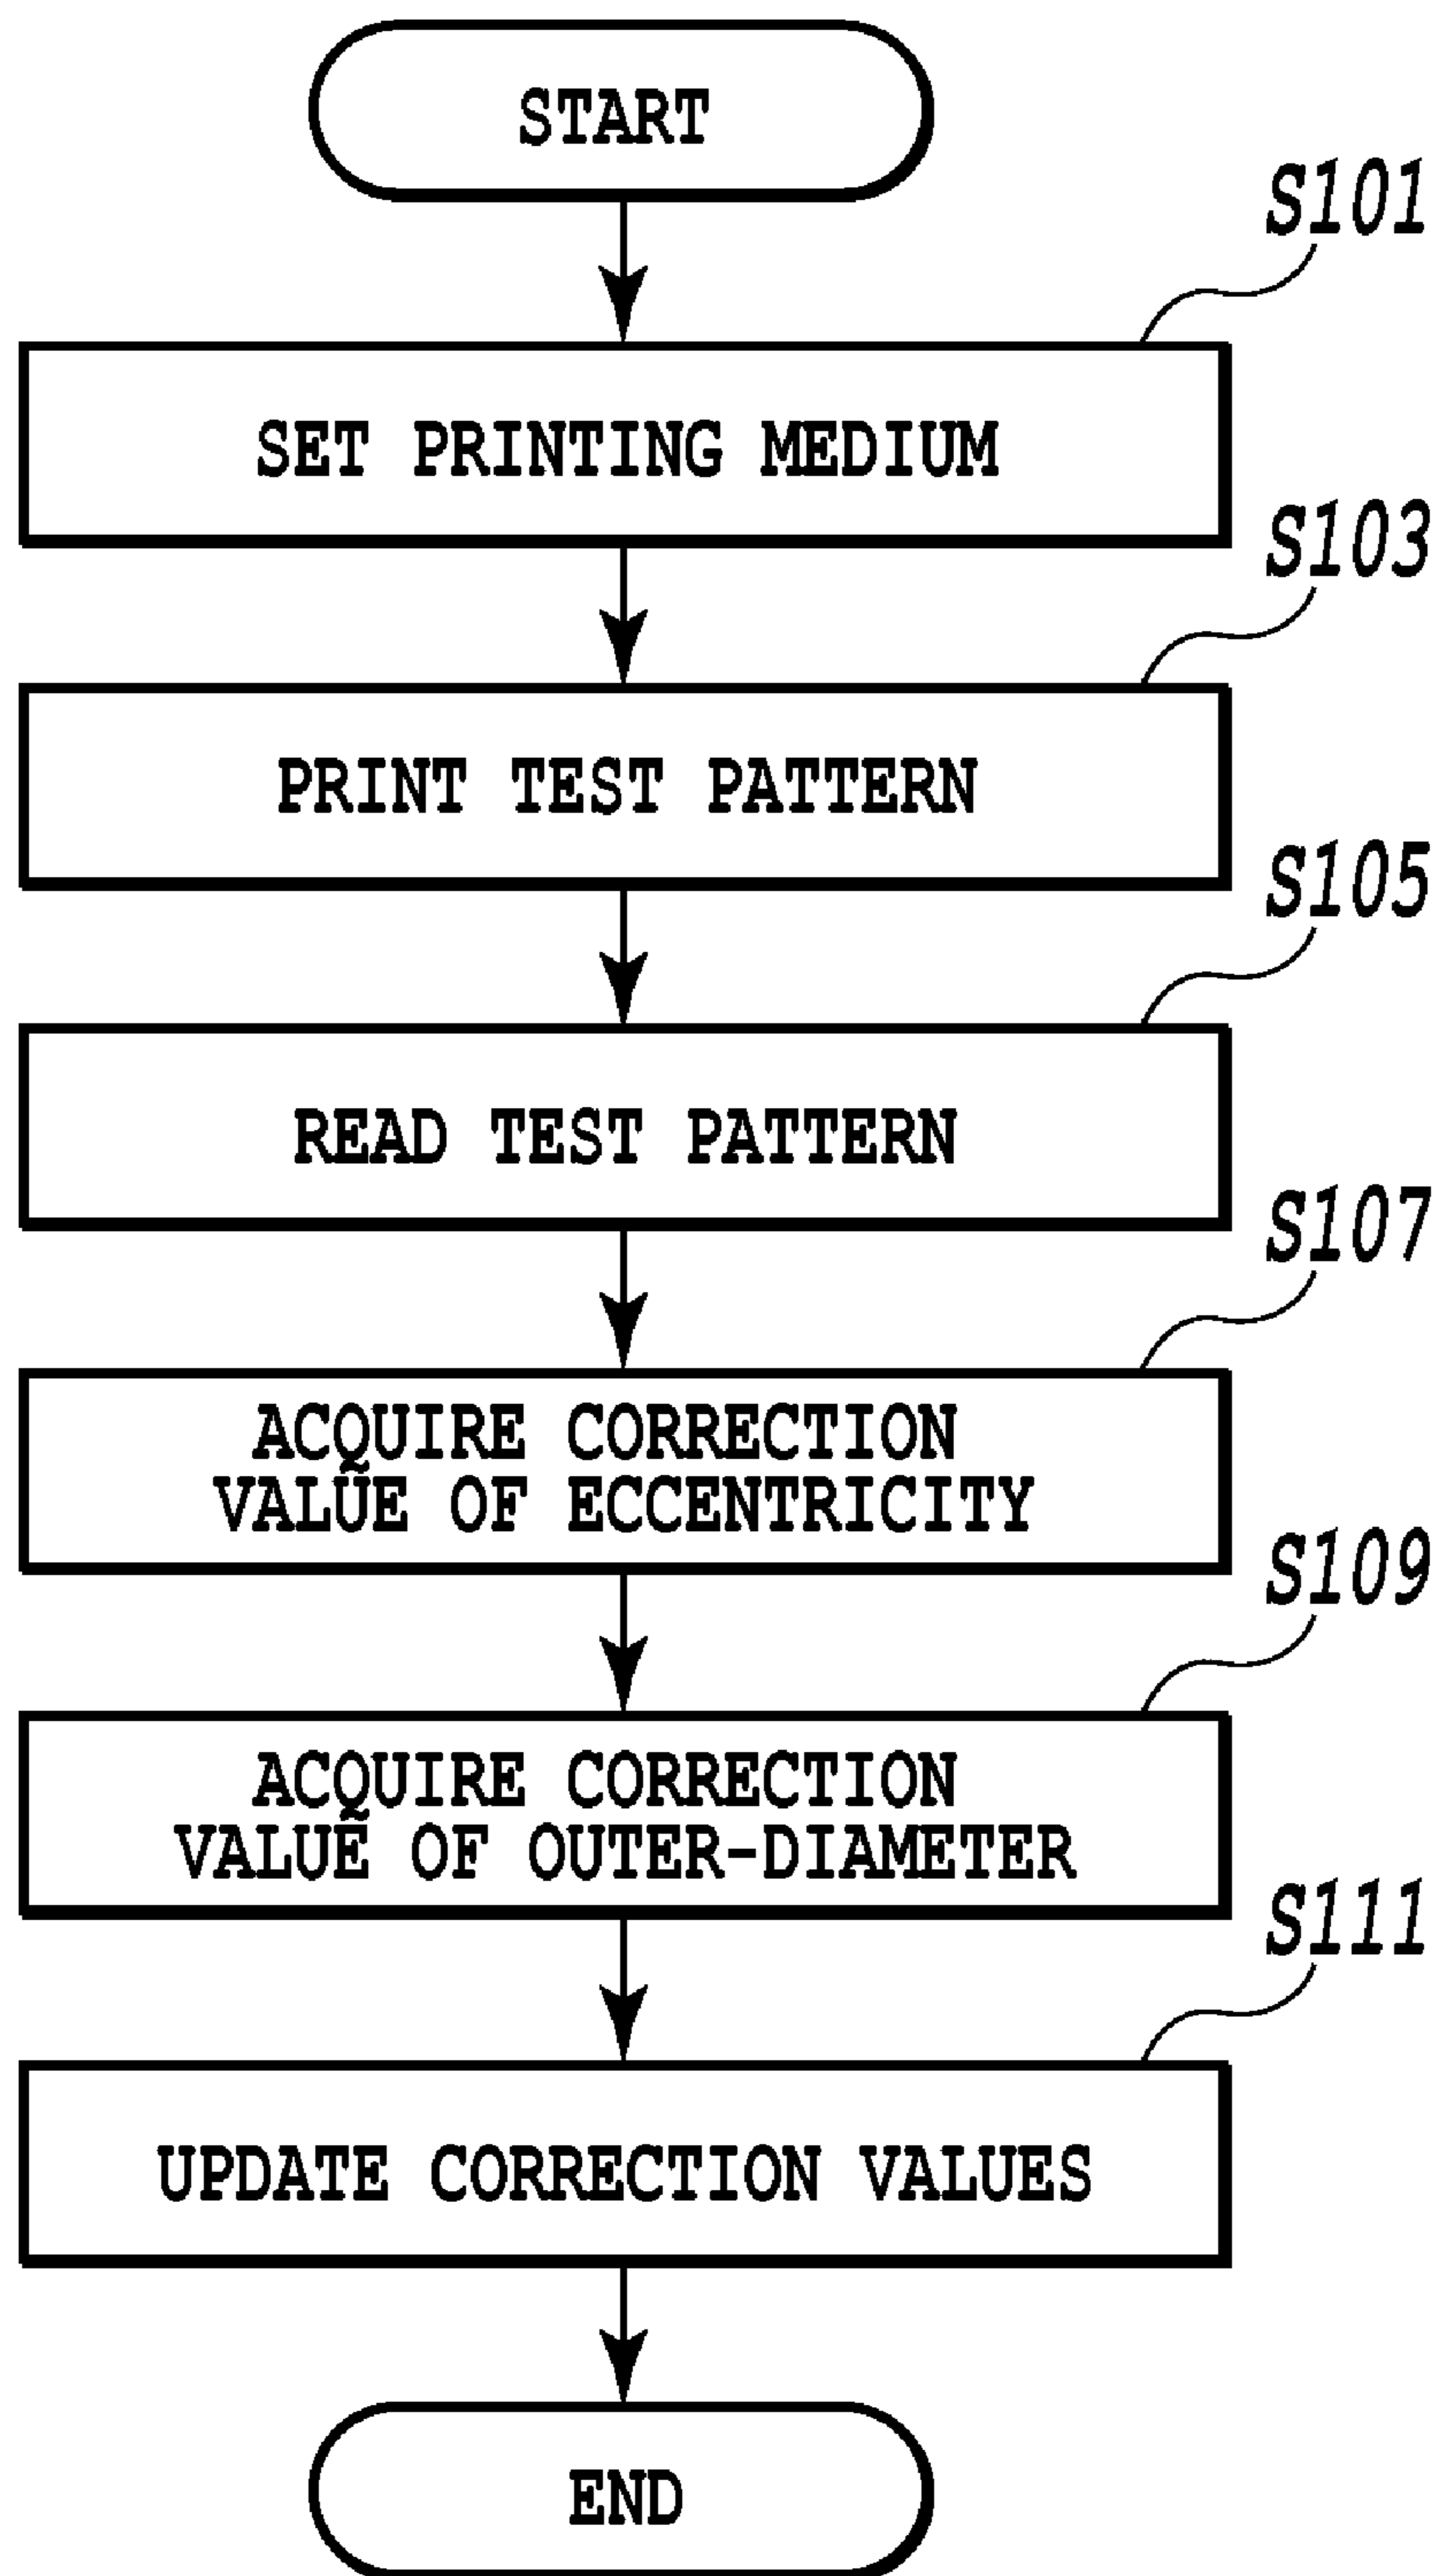 START
S101
SET PRINTING MEDIUM
S103
PRINT TEST PATTERN
S105
READ TEST PATTERN
S107
ACQUIRE CORRECTION
VALUE OF ECCENTRICITY
S109
ACQUIRE CORRECTION
VALUE OF OUTER-DIAMETER
S111
UPDATE CORRECTION VALUES
END